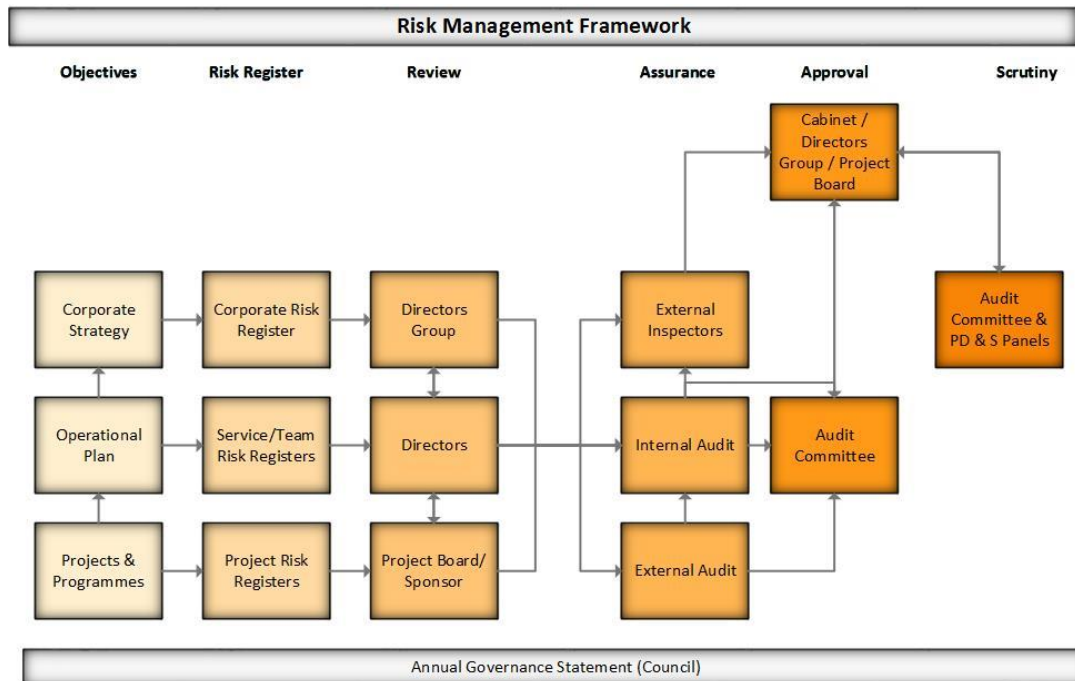 Risk Management Framework
Objectives
Risk Register
Review
Assurance
Approval
Scrutiny
Cabinet /
Directors
Group / Project
Board
Corporate
Strategy
Corporate Risk
Register
Directors
Group
External
Inspectors
Audit
Committee &
PD & S Panels
Operational
Plan
Service/Team
Risk Registers
Directors
Internal Audit
Audit
Committee
Projects &
Programmes
Project Risk
Registers
Project Board/
Sponsor
External Audit
Annual Governance Statement (Council)